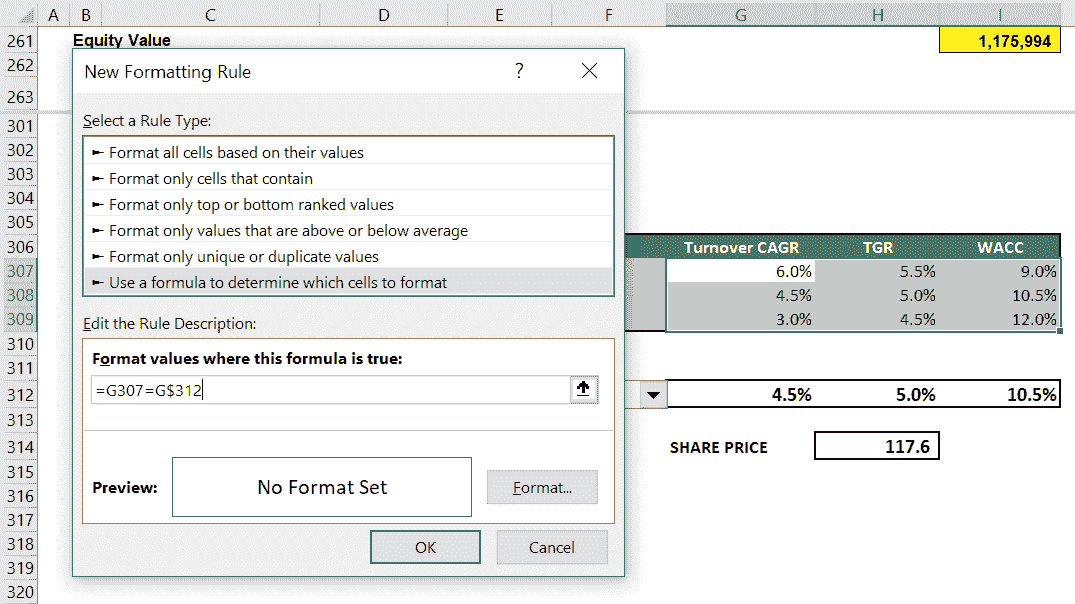 A B C D E F G H I
261 Equity Value 1,175,994
262
263
301
302
303
304
305
306 Turnover CAGR TGR WACC
307 6.0% 5.5% 9.0%
308 4.5% 5.0% 10.5%
309 3.0% 4.5% 12.0%
310
311
312 4.5% 5.0% 10.5%
313
314 SHARE PRICE 117.6
315
316
317
318
319
320
New Formatting Rule ?
Select a Rule Type:
► Format all cells based on their values
► Format only cells that contain
► Format only top or bottom ranked values
► Format only values that are above or below average
► Format only unique or duplicate values
► Use a formula to determine which cells to format
Edit the Rule Description:
Format values where this formula is true:
=G307=G$312
Preview: No Format Set Format...
OK Cancel